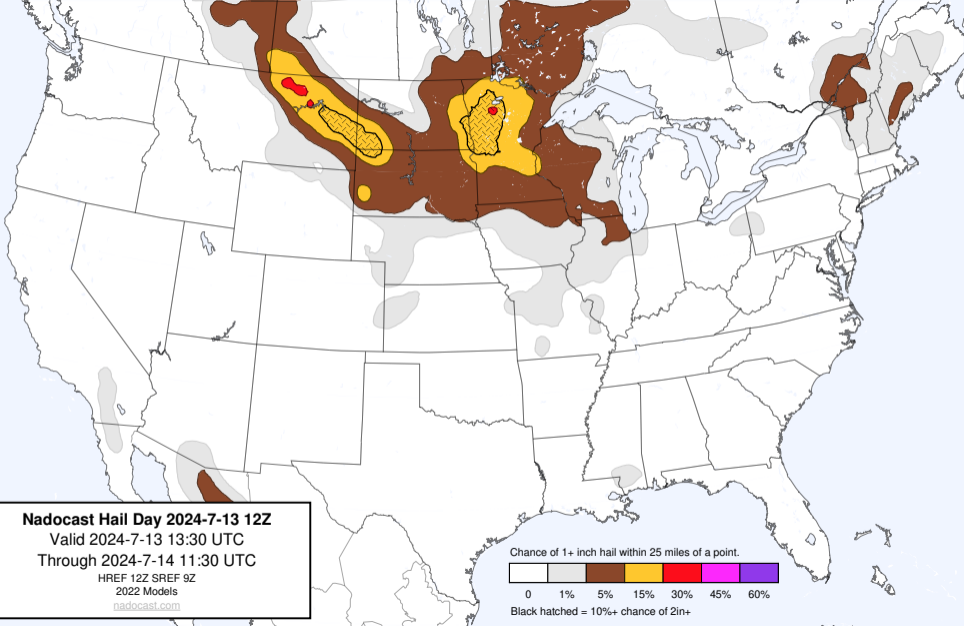 Nadocast Hail Day 2024-7-13 12Z
Valid 2024-7-13 13:30 UTC
Through 2024-7-14 11:30 UTC
HREF 12Z SREF 9Z
2022 Models
nadocast.com
Chance of 1+ inch hail within 25 miles of a point.
0 1% 5% 15% 30% 45% 60%
Black hatched = 10%+ chance of 2in+